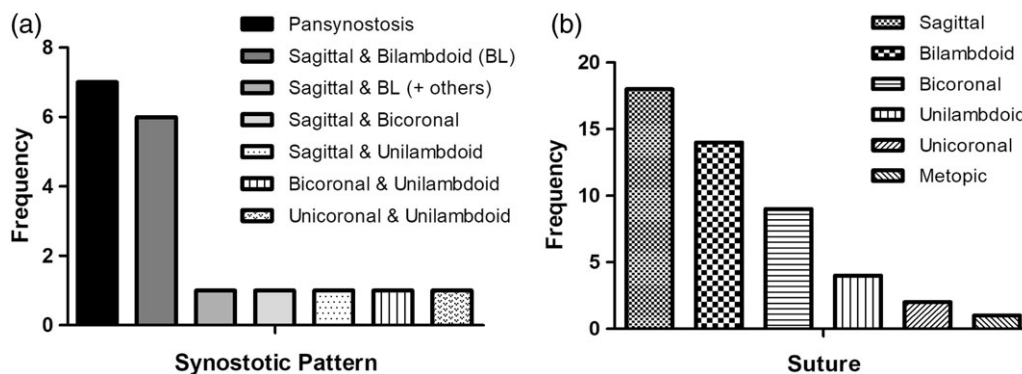 (a)
Pansynostosis
Sagittal & Bilambdoid (BL)
Sagittal & BL (+ others)
Sagittal & Bicoronal
Sagittal & Unilambdoid
Bicoronal & Unilambdoid
Unicoronal & Unilambdoid
8
6
4
2
0
Frequency
Synostotic Pattern
(b)
Sagittal
Bilambdoid
Bicoronal
Unilambdoid
Unicoronal
Metopic
20
15
10
5
0
Frequency
Suture